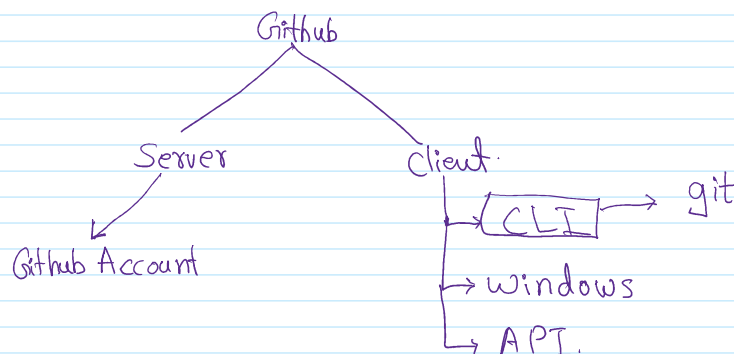 Github
Server
Client.
CLI
git
Github Account
Windows
API.